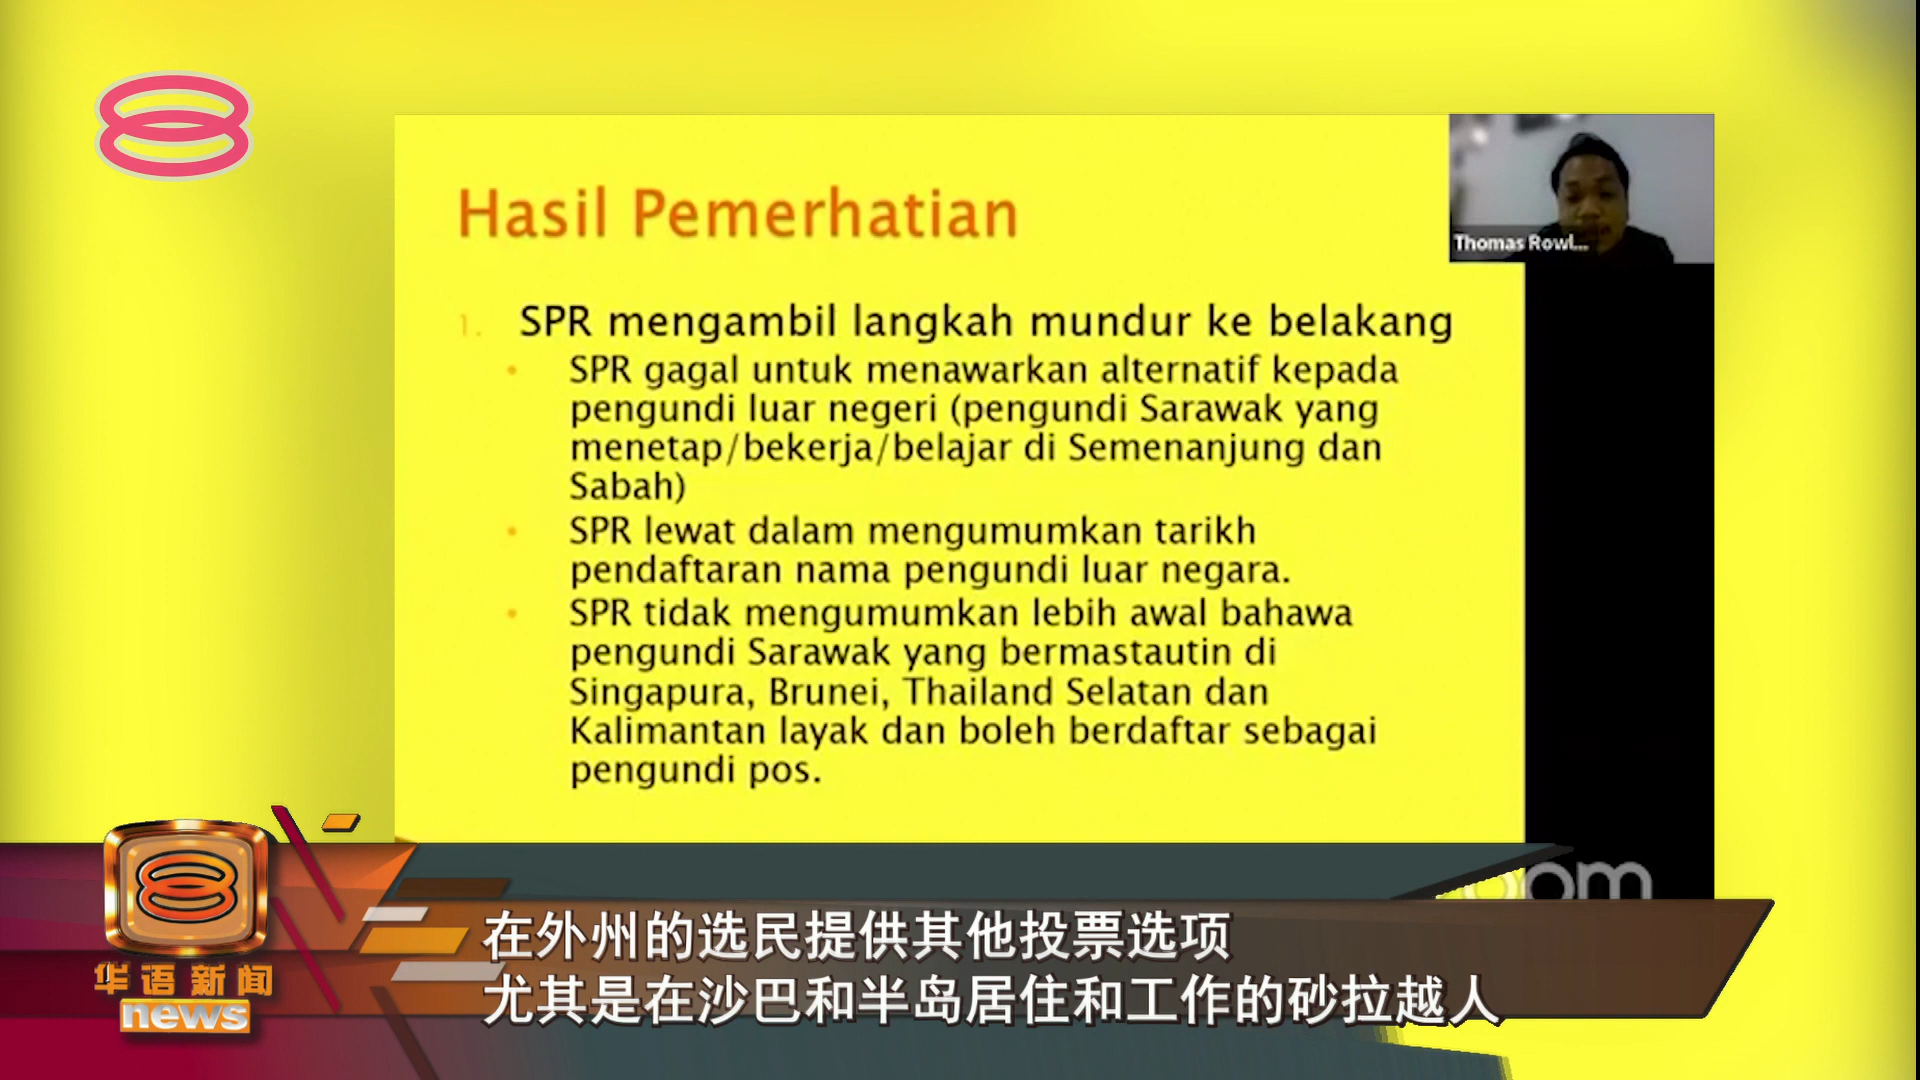 Hasil Pemerhatian
Thomas Rowl...
1. SPR mengambil langkah mundur ke belakang
• SPR gagal untuk menawarkan alternatif kepada
pengundi luar negeri (pengundi Sarawak yang
menetap/bekerja/belajar di Semenanjung dan
Sabah)
• SPR lewat dalam mengumumkan tarikh
pendaftaran nama pengundi luar negara.
• SPR tidak mengumumkan lebih awal bahawa
pengundi Sarawak yang bermastautin di
Singapura, Brunei, Thailand Selatan dan
Kalimantan layak dan boleh berdaftar sebagai
pengundi pos.
在外州的选民提供其他投票选项
尤其是在沙巴和半岛居住和工作的砂拉越人
华语新闻
news